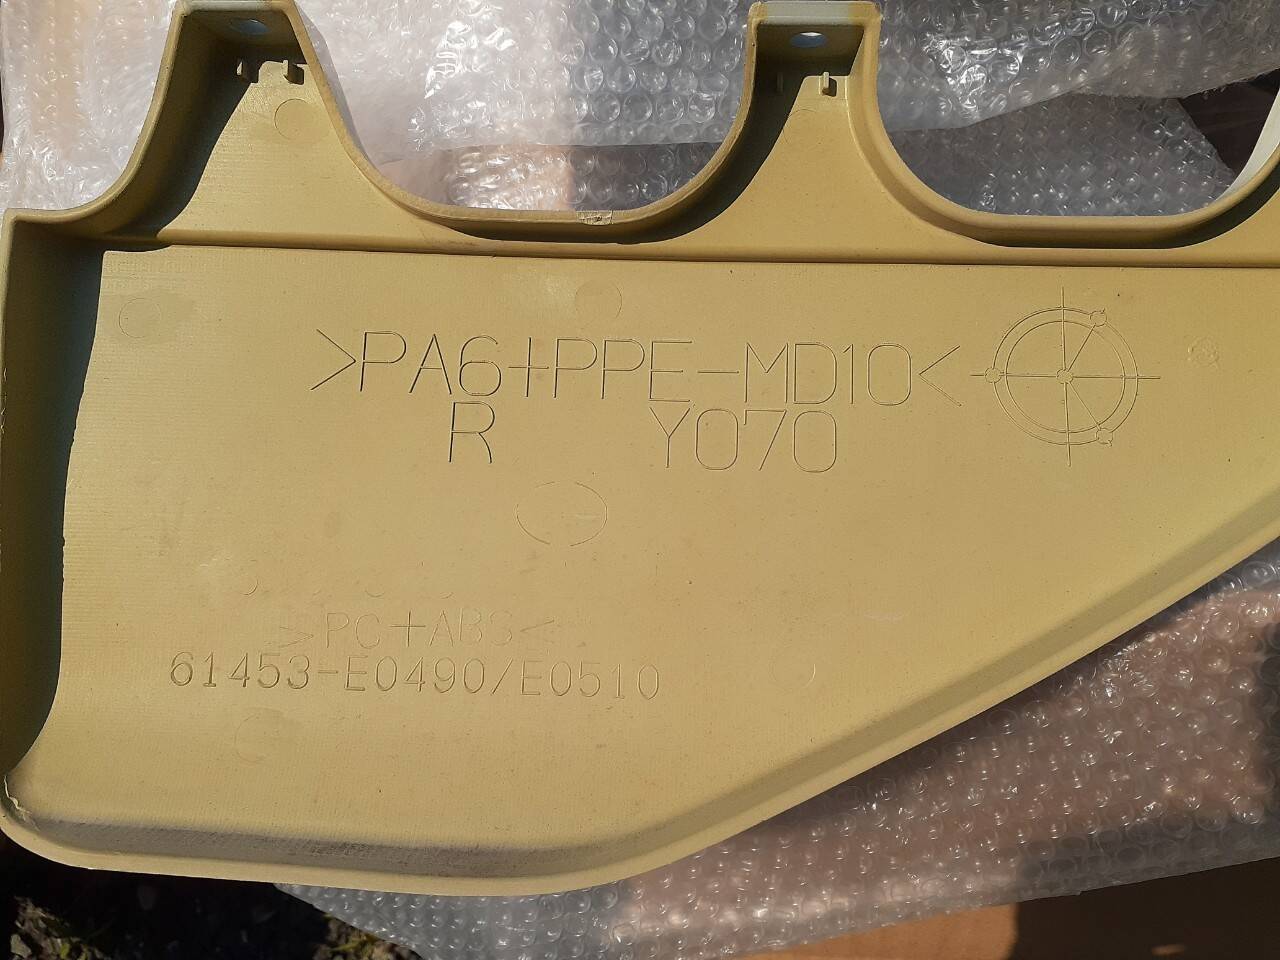 >PA6+PPE-MD10<
R Y070
>PC+ABS<
61453-E0490/E0510